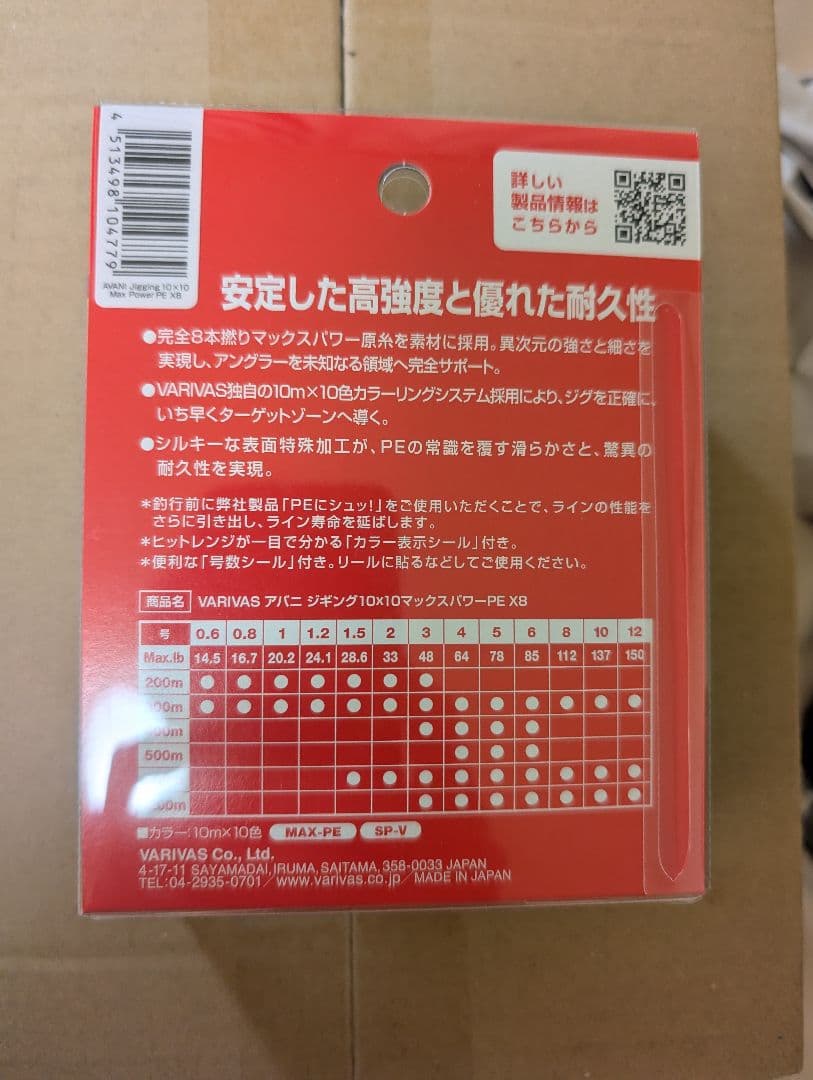 4 513498 104779
AVANI Jigging 10×10
Max Power PE X8
詳しい
製品情報は
こちらから
安定した高強度と優れた耐久性
●完全8本撚りマックスパワー原糸を素材に採用。異次元の強さと細さを
実現し、アングラーを未知なる領域へ完全サポート。
●VARIVAS独自の10m×10色カラーリングシステム採用により、ジグを正確に、
いち早くターゲットゾーンへ導く。
●シルキーな表面特殊加工が、PEの常識を覆す滑らかさと、驚異の
耐久性を実現。
*釣行前に弊社製品「PEにシュッ!」をご使用いただくことで、ラインの性能を
さらに引き出し、ライン寿命を延ばします。
*ヒットレンジが一目で分かる「カラー表示シール」付き。
*便利な「号数シール」付き。リールに貼るなどしてご使用ください。
商品名 VARIVAS アバニ ジギング10x10マックスパワーPE X8
号 0.6 0.8 1 1.2 1.5 2 3 4 5 6 8 10 12
Max.lb 14.5 16.7 20.2 24.1 28.6 33 48 64 78 85 112 137 150
200m ● ● ● ● ● ● ●
00m ● ● ● ● ● ● ● ● ● ● ● ● ●
00m ● ● ● ●
500m ● ● ●
● ● ● ● ● ● ● ● ●
00m ● ● ● ● ● ● ●
■カラー:10m×10色 MAX-PE SP-V
VARIVAS Co., Ltd.
4-17-11 SAYAMADAI, IRUMA, SAITAMA, 358-0033 JAPAN
TEL:04-2935-0701/www.varivas.co.jp/MADE IN JAPAN